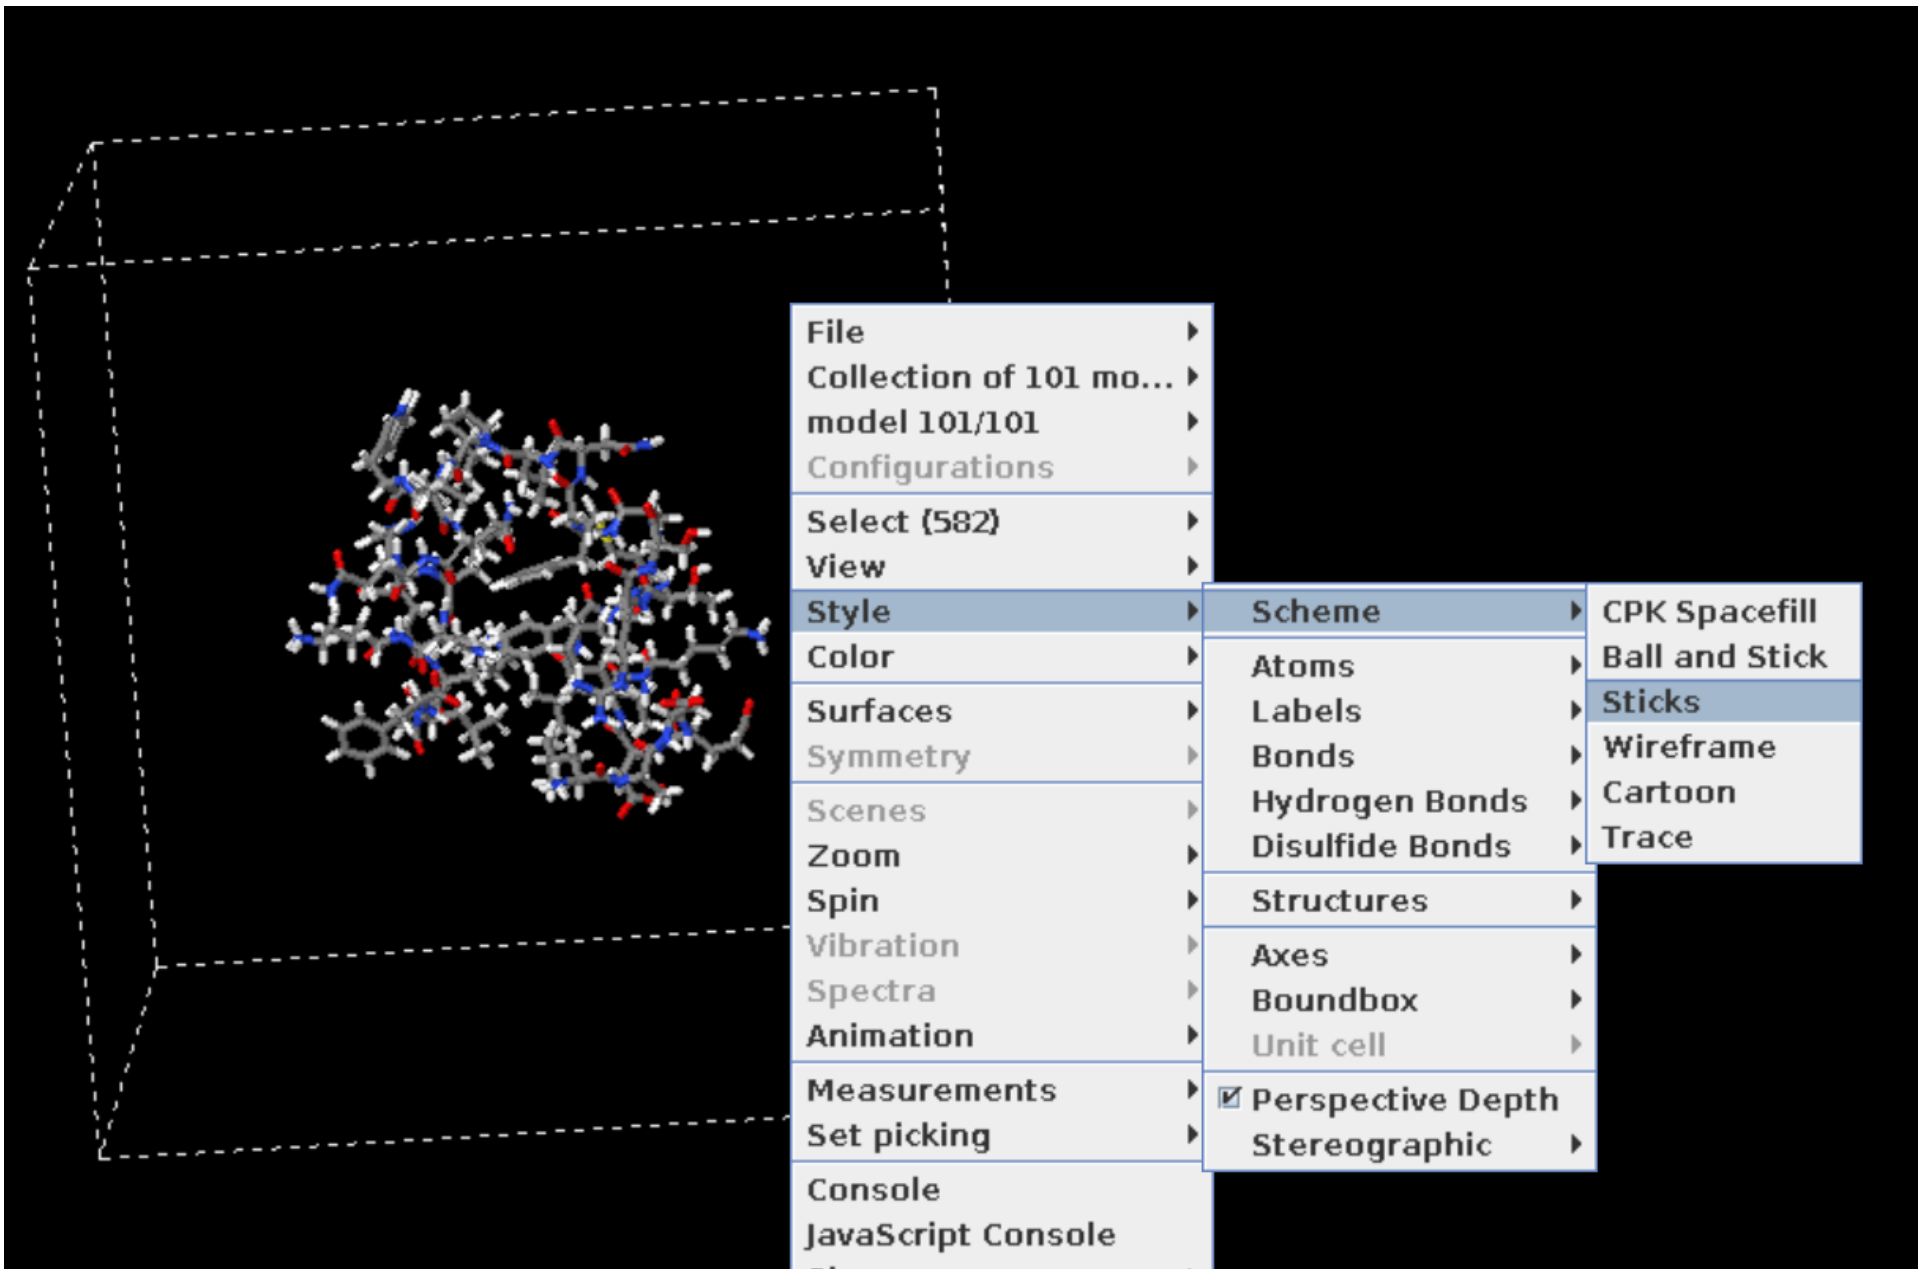 File
Collection of 101 mo...
model 101/101
Configurations
Select (582)
View
Style
Color
Surfaces
Symmetry
Scenes
Zoom
Spin
Vibration
Spectra
Animation
Measurements
Set picking
Console
JavaScript Console
Scheme
Atoms
Labels
Bonds
Hydrogen Bonds
Disulfide Bonds
Structures
Axes
Boundbox
Unit cell
Perspective Depth
Stereographic
CPK Spacefill
Ball and Stick
Sticks
Wireframe
Cartoon
Trace